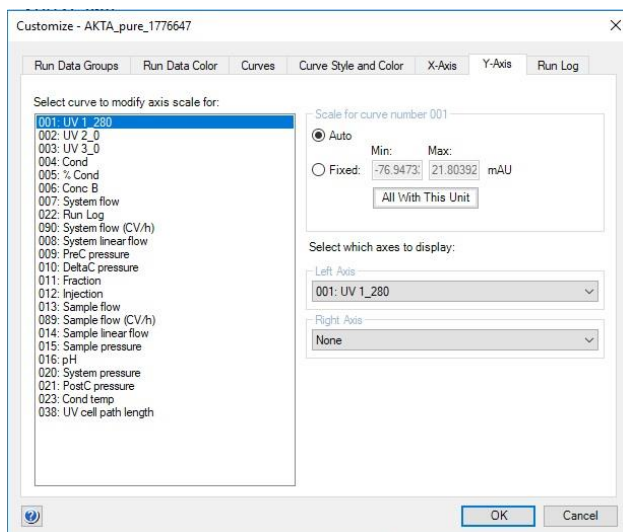 Customize - AKTA_pure_1776647
Run Data Groups Run Data Color Curves Curve Style and Color X-Axis Y-Axis Run Log
Select curve to modify axis scale for:
001: UV 1_280
002: UV 2_0
003: UV 3_0
004: Cond
005: % Cond
006: Conc B
007: System flow
022: Run Log
090: System flow (CV/h)
008: System linear flow
009: PreC pressure
010: DeltaC pressure
011: Fraction
012: Injection
013: Sample flow
089: Sample flow (CV/h)
014: Sample linear flow
015: Sample pressure
016: pH
020: System pressure
021: PostC pressure
023: Cond temp
038: UV cell path length
Scale for curve number 001
Auto
Min: Max:
Fixed: -76.9473 21.80392 mAU
All With This Unit
Select which axes to display:
Left Axis
001: UV 1_280
Right Axis
None
OK Cancel